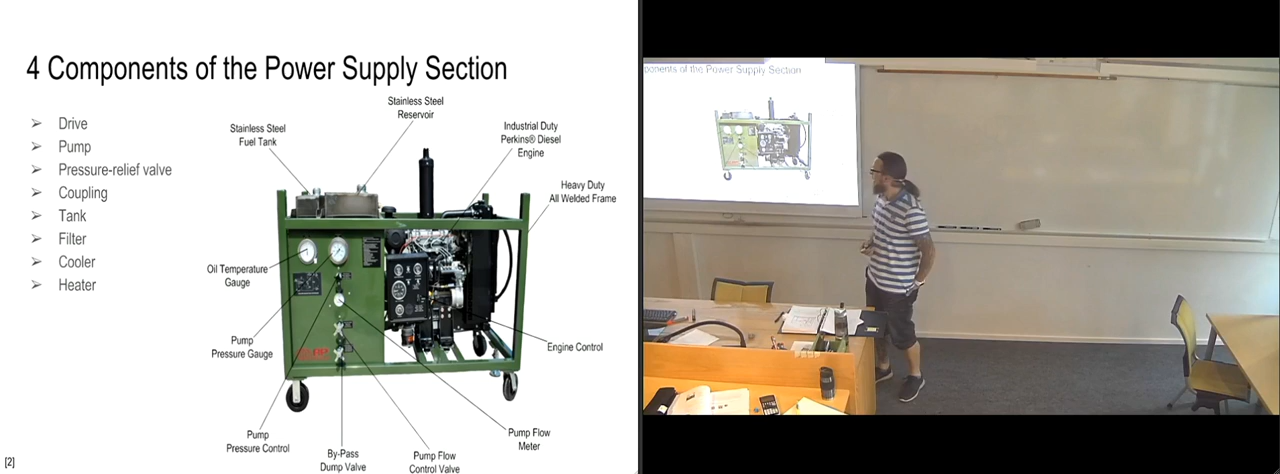 4 Components of the Power Supply Section
➢ Drive
➢ Pump
➢ Pressure-relief valve
➢ Coupling
➢ Tank
➢ Filter
➢ Cooler
➢ Heater
Stainless Steel
Fuel Tank
Stainless Steel
Reservoir
Industrial Duty
Perkins® Diesel
Engine
Heavy Duty
All Welded Frame
Oil Temperature
Gauge
Pump
Pressure Gauge
Engine Control
Pump
Pressure Control
By-Pass
Dump Valve
Pump Flow
Control Valve
Pump Flow
Meter
[2]
ponents of the Power Supply Section